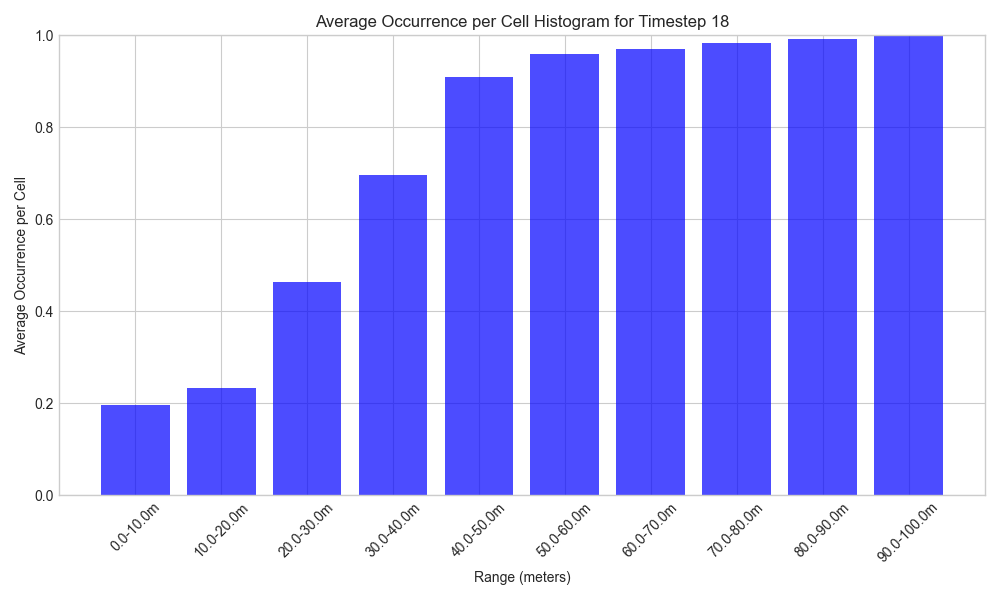 Average Occurrence per Cell Histogram for Timestep 18
Average Occurrence per Cell
1.0
0.8
0.6
0.4
0.2
0.0
0.0-10.0m
10.0-20.0m
20.0-30.0m
30.0-40.0m
40.0-50.0m
50.0-60.0m
60.0-70.0m
70.0-80.0m
80.0-90.0m
90.0-100.0m
Range (meters)